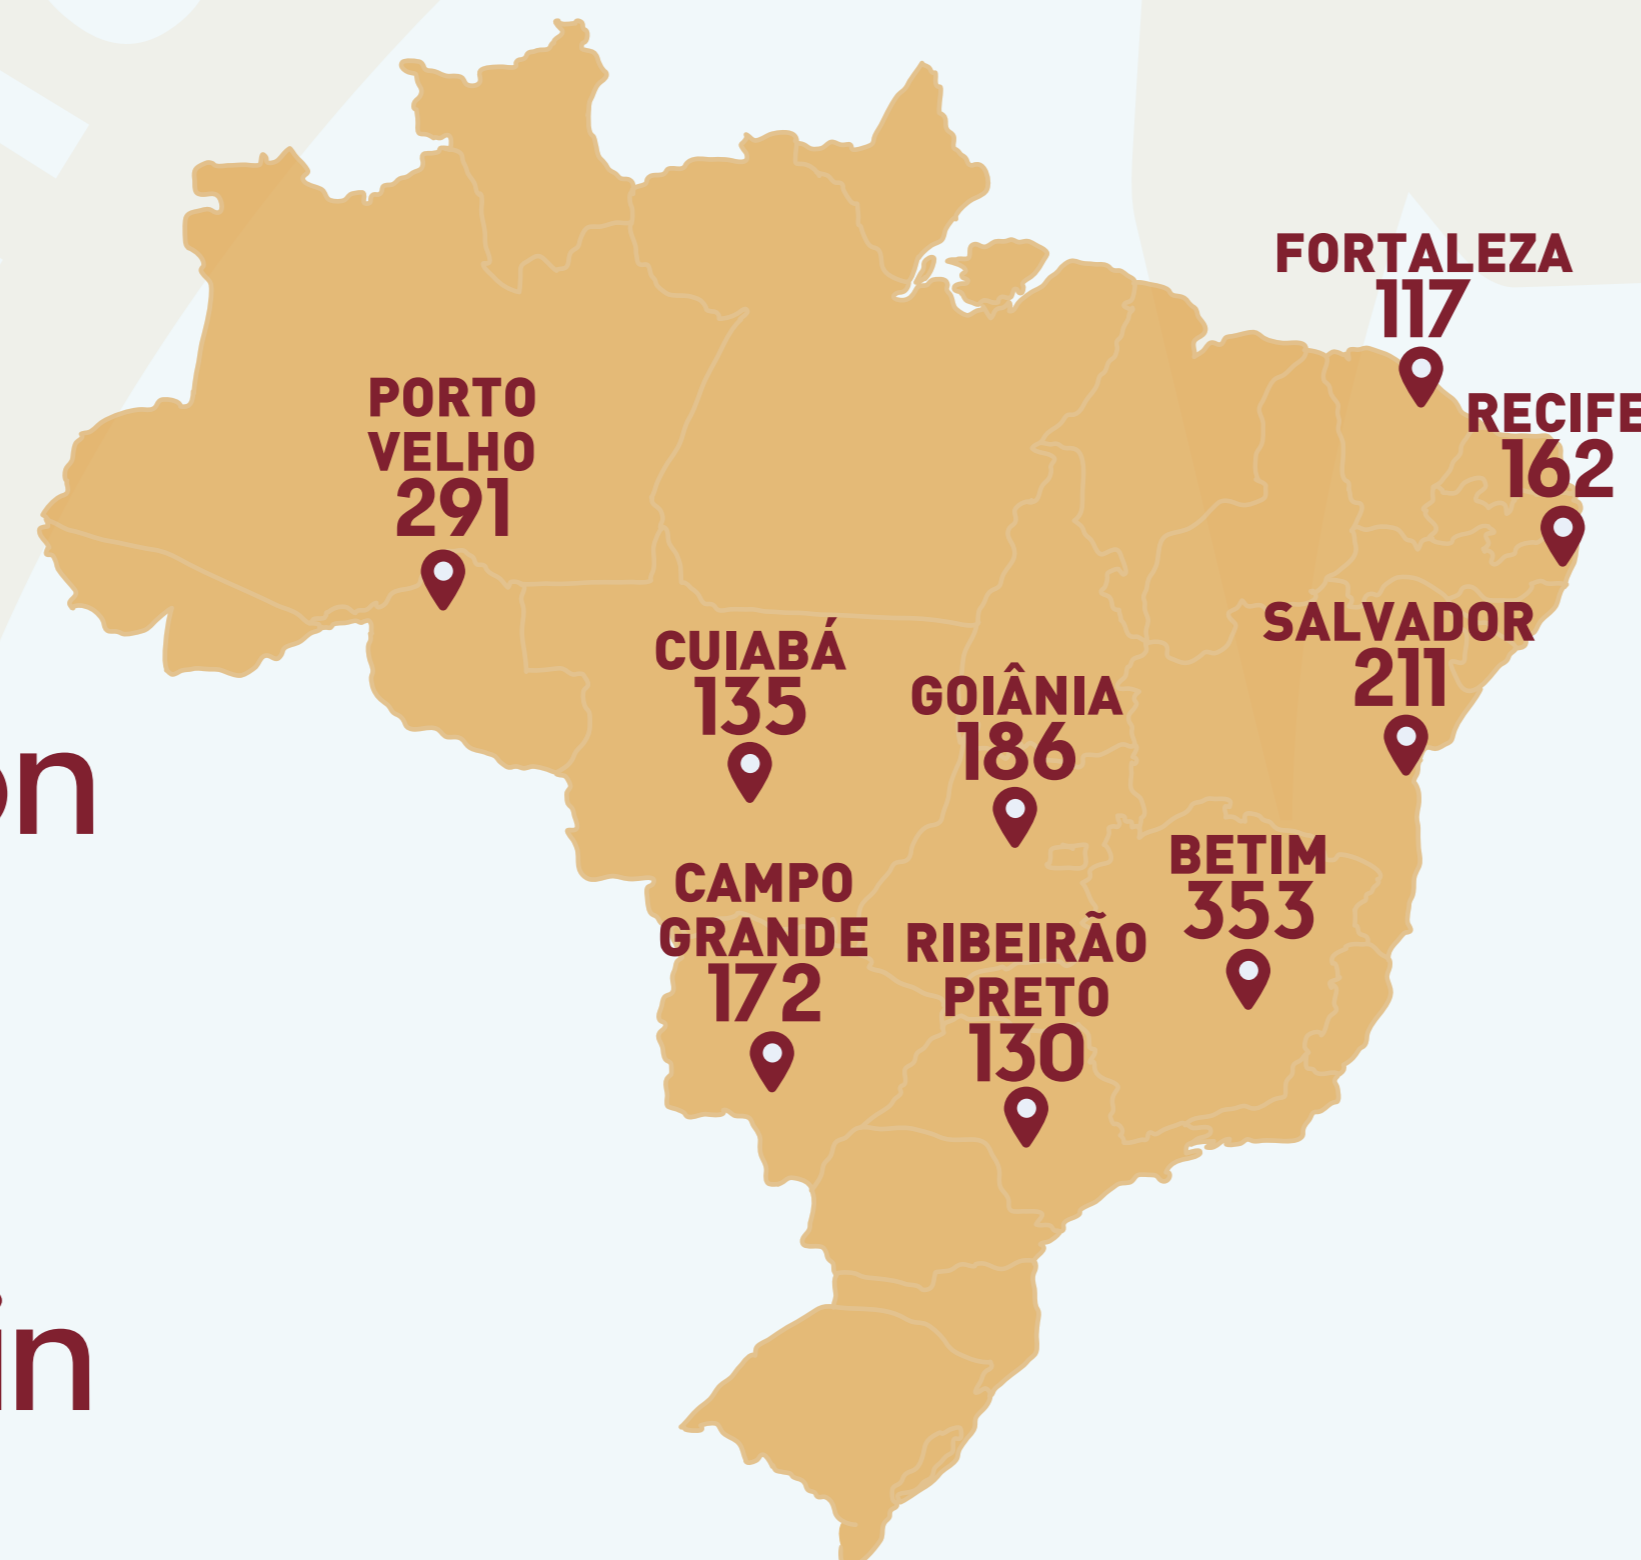 FORTALEZA
117
RECIFE
162
PORTO
VELHO
291
SALVADOR
211
CUIABÁ
135
GOIÂNIA
186
BETIM
353
CAMPO
GRANDE
172
RIBEIRÃO
PRETO
130